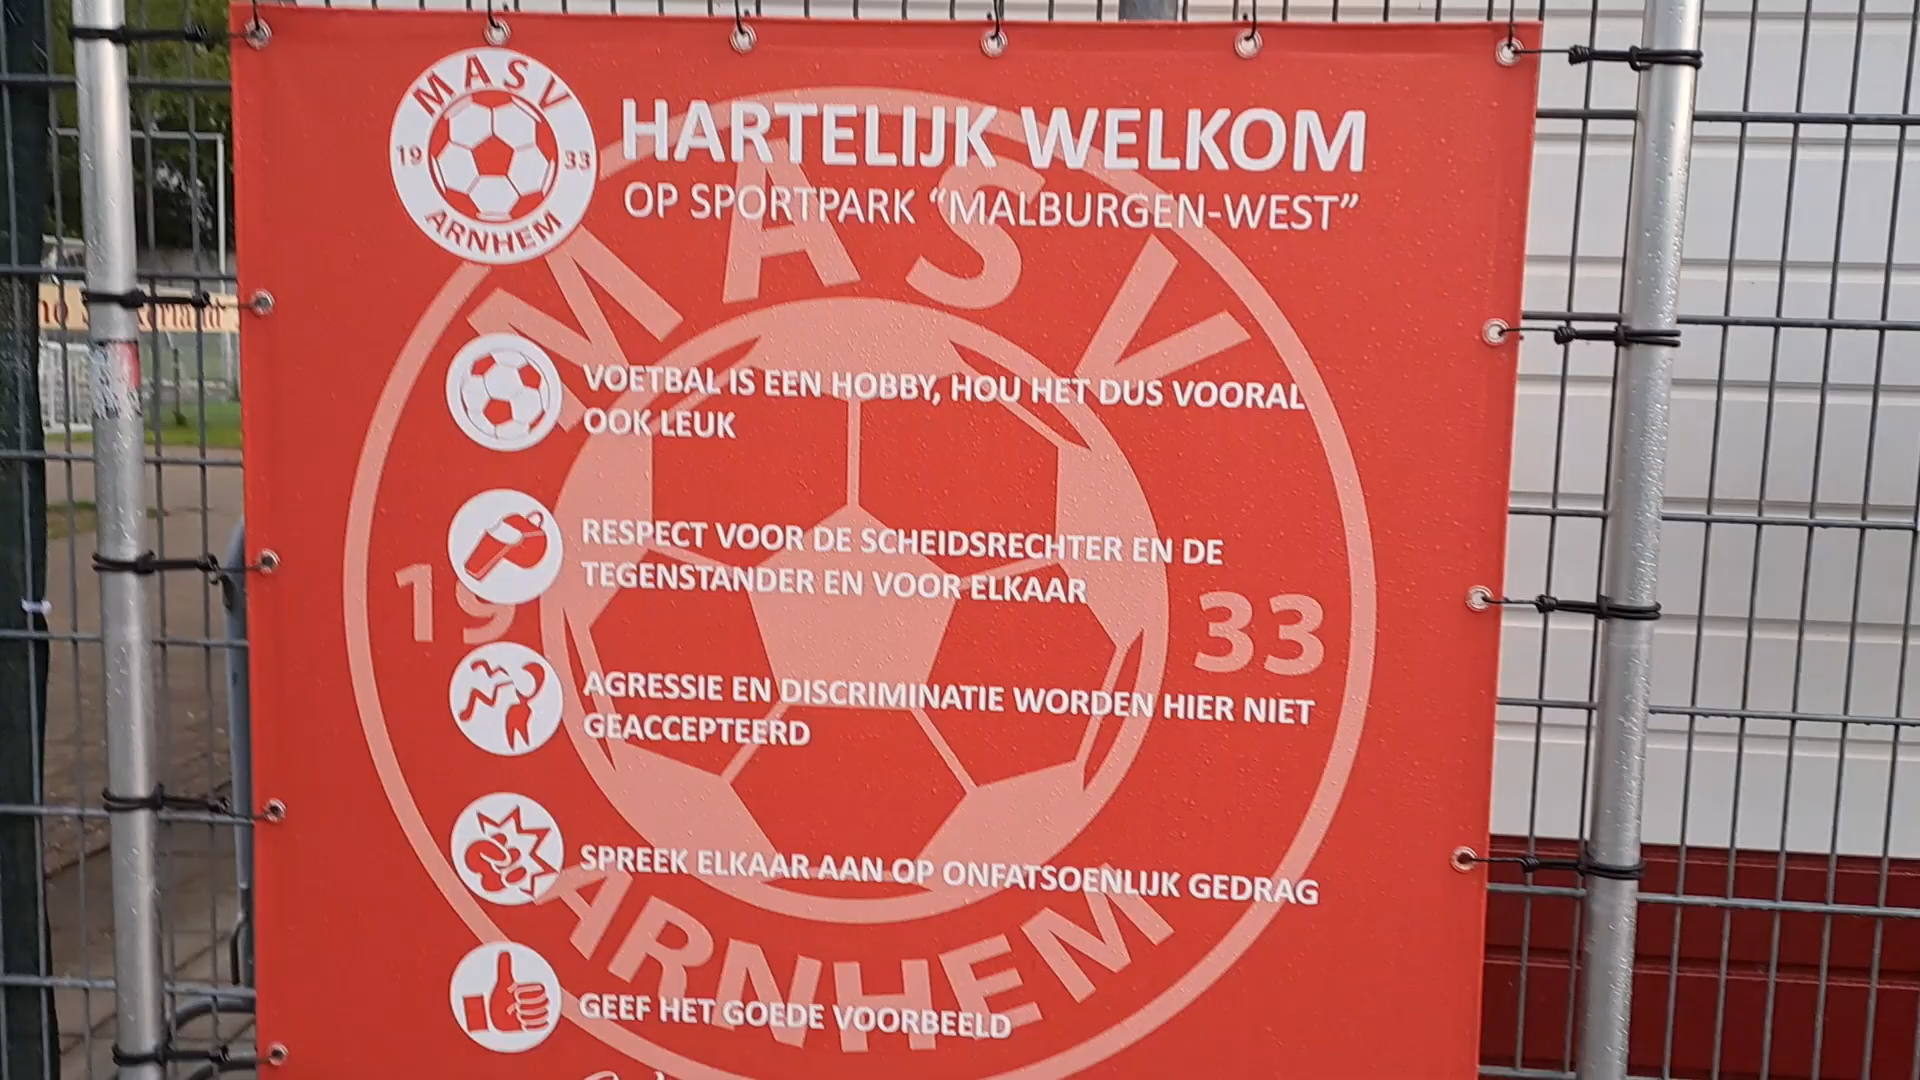 MASV
19 33
ARNHEM
HARTELIJK WELKOM
OP SPORTPARK “MALBURGEN-WEST”
MASV
VOETBAL IS EEN HOBBY, HOU HET DUS VOORAL
OOK LEUK
RESPECT VOOR DE SCHEIDSRECHTER EN DE
TEGENSTANDER EN VOOR ELKAAR
19 33
AGRESSIE EN DISCRIMINATIE WORDEN HIER NIET
GEACCEPTEERD
SPREEK ELKAAR AAN OP ONFATSOENLIJK GEDRAG
ARNHEM
GEEF HET GOEDE VOORBEELD